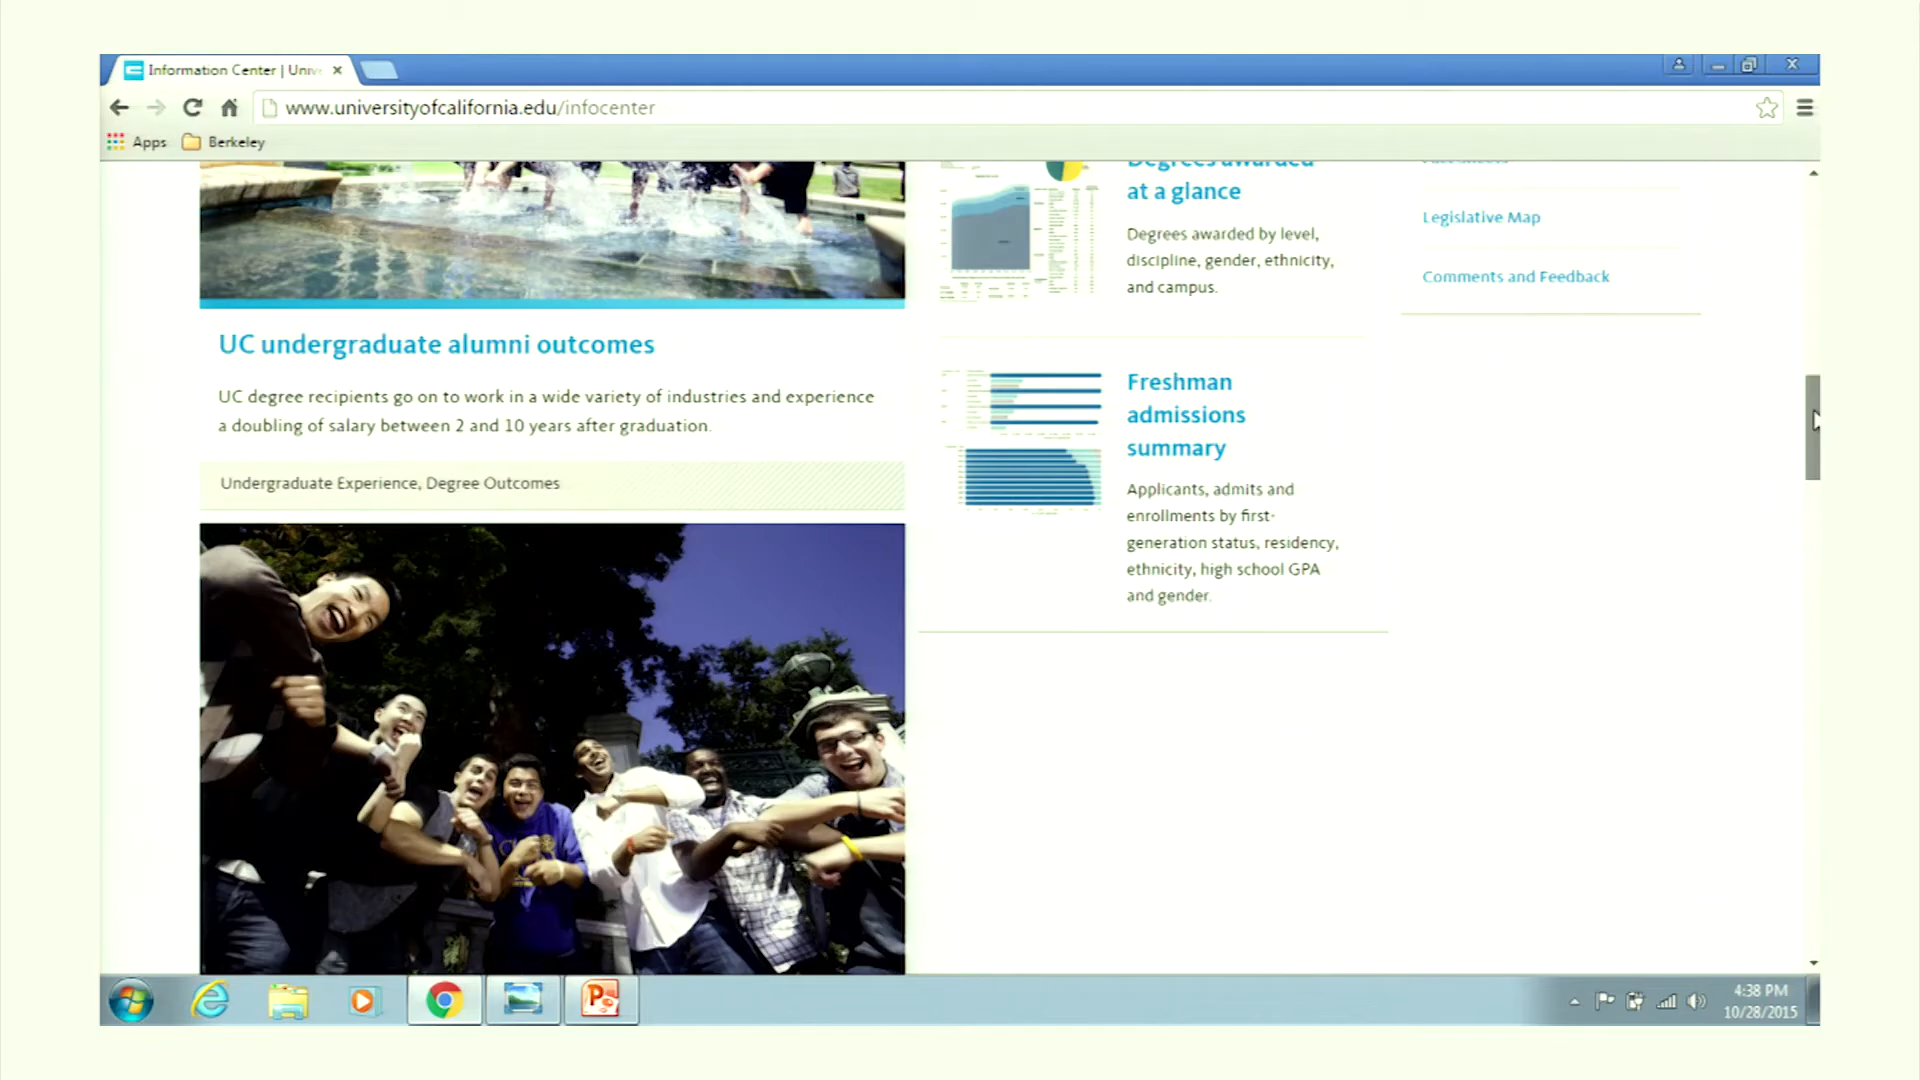 Information Center | Univ
www.universityofcalifornia.edu/infocenter
Apps
Berkeley
UC undergraduate alumni outcomes
UC degree recipients go on to work in a wide variety of industries and experience
a doubling of salary between 2 and 10 years after graduation.
Undergraduate Experience, Degree Outcomes
Degrees awarded
at a glance
Degrees awarded by level,
discipline, gender, ethnicity,
and campus.
Freshman
admissions
summary
Applicants, admits and
enrollments by first-
generation status, residency,
ethnicity, high school GPA
and gender.
Legislative Map
Comments and Feedback
4:38 PM
10/28/2015